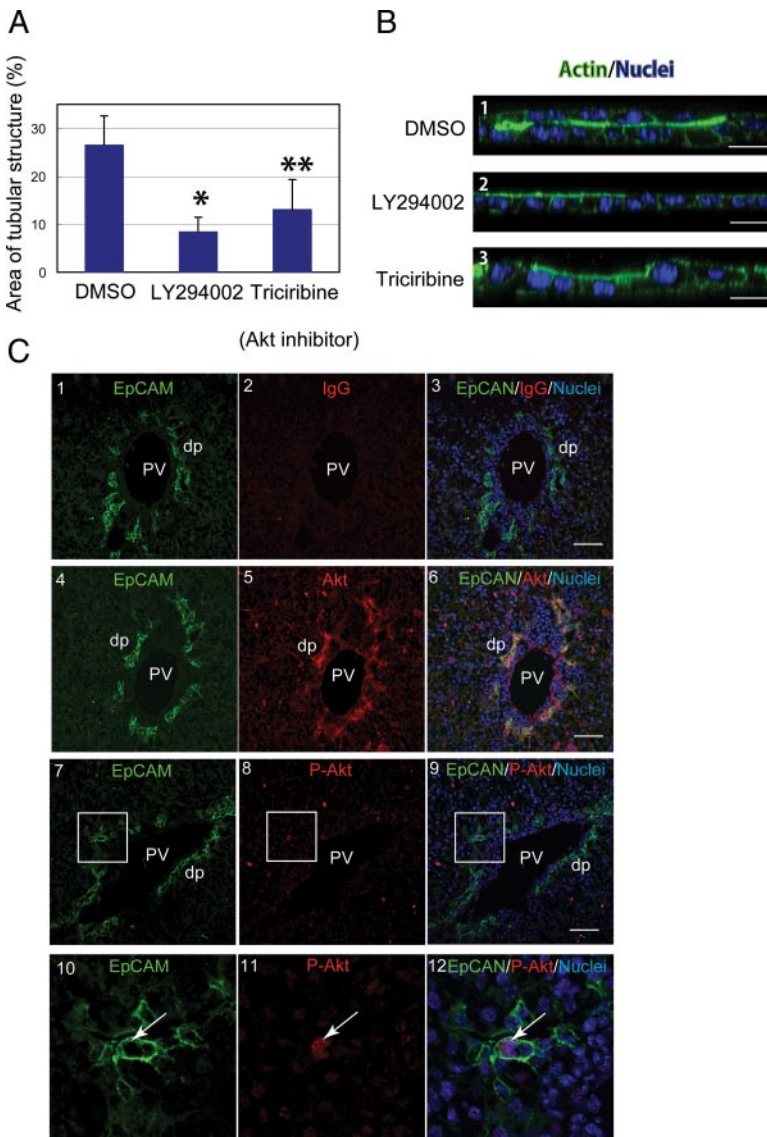 A
Area of tubular structure (%)
30
20
10
0
*
**
DMSO LY294002 Triciribine
(Akt inhibitor)
B
Actin/Nuclei
DMSO
1
LY294002
2
Triciribine
3
C
1 EpCAM
dp
PV
2 IgG
PV
3 EpCAN/IgG/Nuclei
dp
PV
4 EpCAM
dp
PV
5 Akt
dp
PV
6 EpCAN/Akt/Nuclei
dp
PV
7 EpCAM
PV
dp
8 P-Akt
PV
9 EpCAN/P-Akt/Nuclei
PV
dp
10 EpCAM
11 P-Akt
12 EpCAN/P-Akt/Nuclei